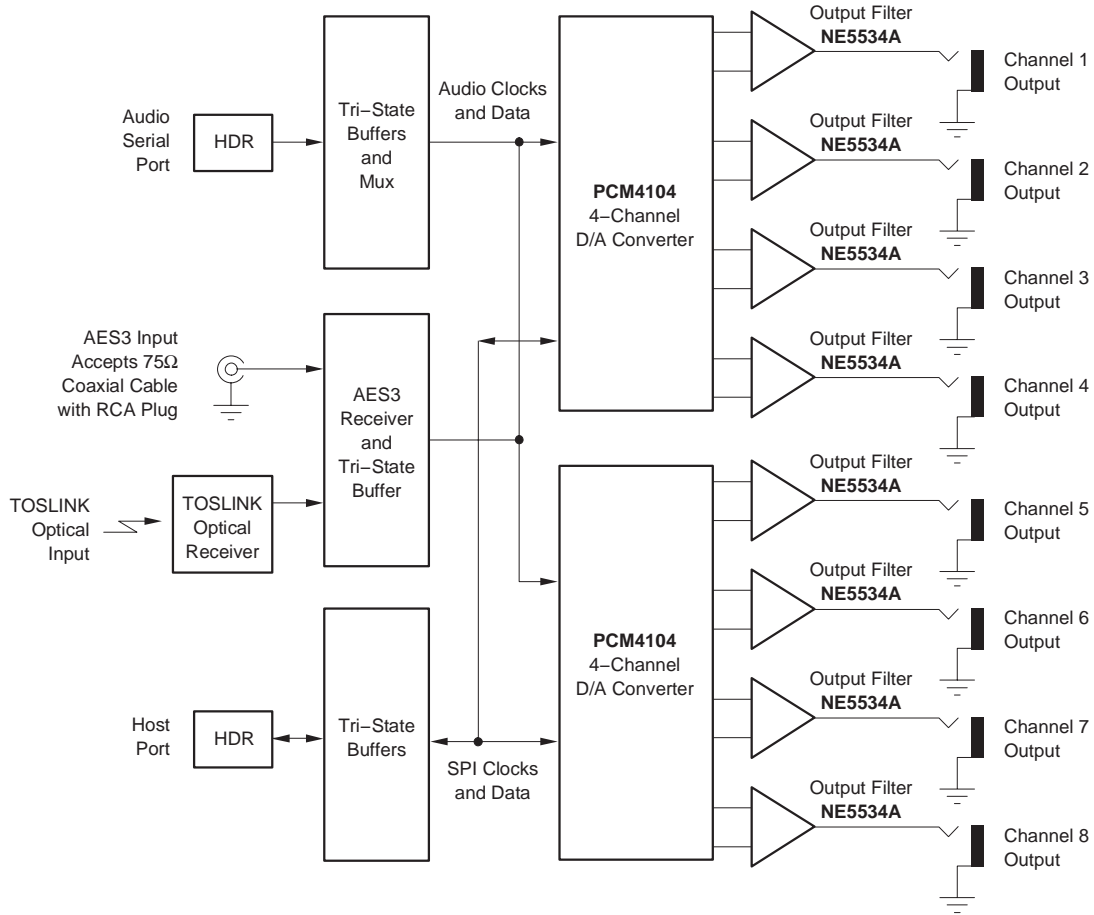 Audio
Serial
Port
HDR
Tri−State
Buffers
and
Mux
Audio Clocks
and Data
PCM4104
4−Channel
D/A Converter
Output Filter
NE5534A
Channel 1
Output
Output Filter
NE5534A
Channel 2
Output
Output Filter
NE5534A
Channel 3
Output
Output Filter
NE5534A
Channel 4
Output
AES3 Input
Accepts 75Ω
Coaxial Cable
with RCA Plug
TOSLINK
Optical
Input
TOSLINK
Optical
Receiver
AES3
Receiver
and
Tri−State
Buffer
Host
Port
HDR
Tri−State
Buffers
SPI Clocks
and Data
PCM4104
4−Channel
D/A Converter
Output Filter
NE5534A
Channel 5
Output
Output Filter
NE5534A
Channel 6
Output
Output Filter
NE5534A
Channel 7
Output
Output Filter
NE5534A
Channel 8
Output